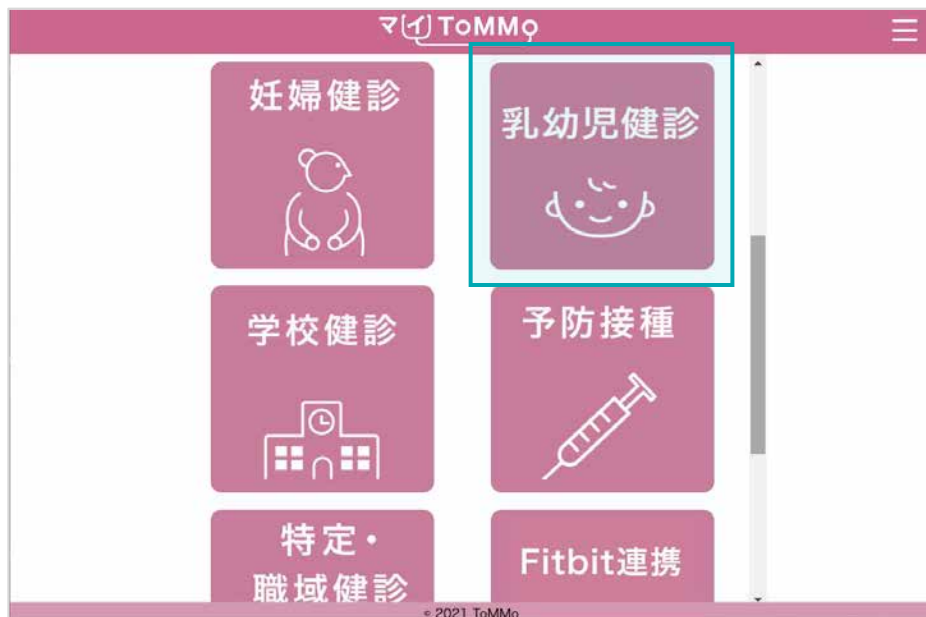 マイ ToMMo
妊婦健診
乳幼児健診
学校健診
予防接種
特定・
職域健診
Fitbit連携
© 2021 ToMMo